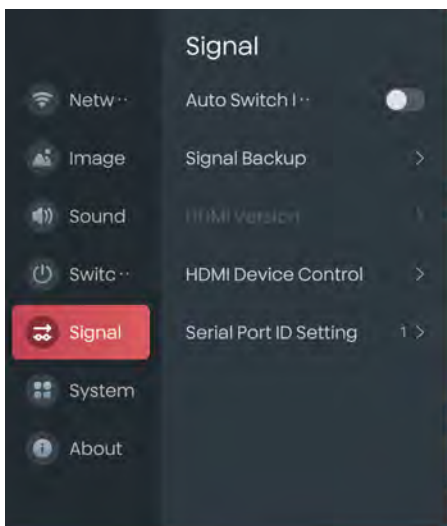 Signal
Netw··
Auto Switch I··
Image
Signal Backup
Sound
HDMI Version
Switc··
HDMI Device Control
Signal
Serial Port ID Setting 1
System
About